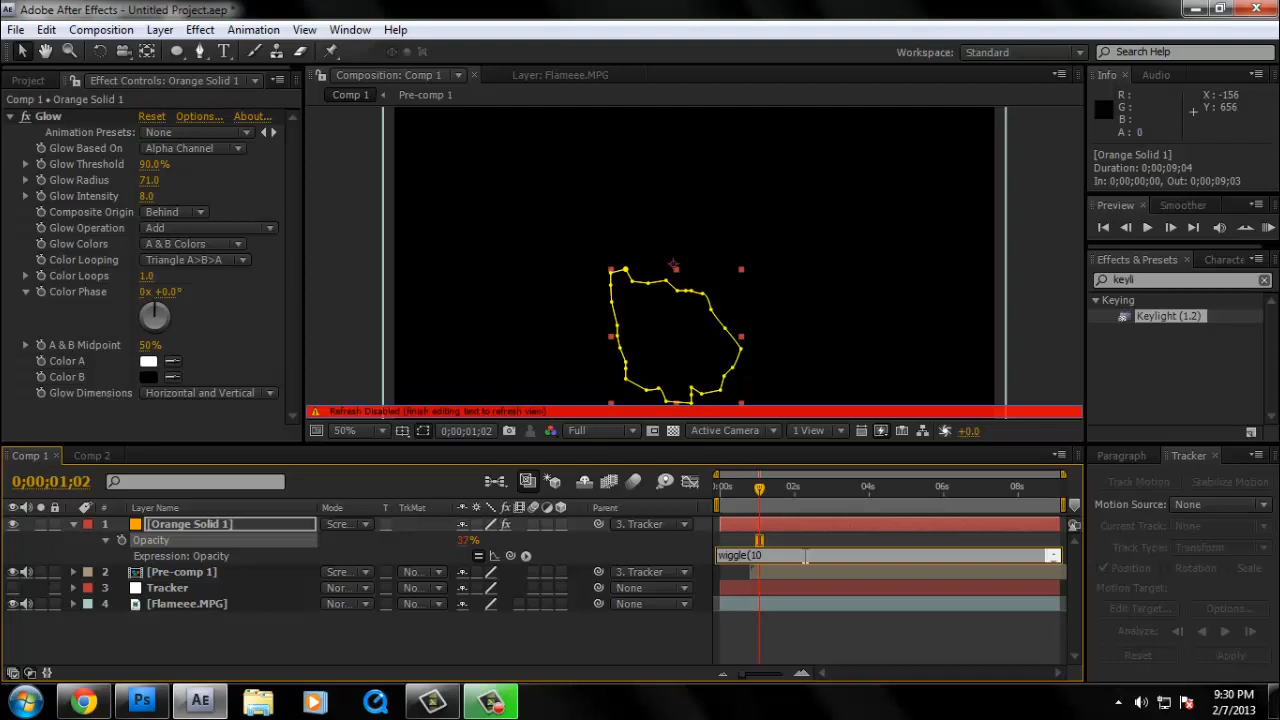 Adobe After Effects - Untitled Project.aep *
File Edit Composition Layer Effect Animation View Window Help
Workspace: Standard Search Help
Project Effect Controls: Orange Solid 1
Composition: Comp 1 Layer: Flameee.MPG
Info Audio
Comp 1 • Orange Solid 1
Comp 1 Pre-comp 1
fx Glow Reset Options... About...
Animation Presets: None
Glow Based On Alpha Channel
Glow Threshold 90.0%
Glow Radius 71.0
Glow Intensity 8.0
Composite Origin Behind
Glow Operation Add
Glow Colors A & B Colors
Color Looping Triangle A>B>A
Color Loops 1.0
Color Phase 0x +0.0°
A & B Midpoint 50%
Color A
Color B
Glow Dimensions Horizontal and Vertical
R :
G :
B :
A : 0
X : -156
Y : 656
[Orange Solid 1]
Duration: 0;00;09;04
In: 0;00;00;00, Out: 0;00;09;03
Preview Smoother
Effects & Presets Characte
keyli
Keying
Keylight (1.2)
Refresh Disabled (finish editing text to refresh view)
50% 0;00;01;02 Full Active Camera 1 View +0.0
Comp 1 Comp 2
0;00;01;02
# Layer Name Mode T TrkMat fx Parent
:00s 02s 04s 06s 08s
1 [Orange Solid 1] Scre... fx 3. Tracker
Opacity 37%
Expression: Opacity wiggle(10
2 [Pre-comp 1] Scre... No... 3. Tracker
3 Tracker Nor... No... None
4 [Flameee.MPG] Nor... No... None
Paragraph Tracker
Track Motion Stabilize Motion
Motion Source: None
Current Track: None
Track Type: Transform
Position Rotation Scale
Motion Target:
Edit Target... Options...
Analyze:
Reset Apply
Ps AE
9:30 PM
2/7/2013